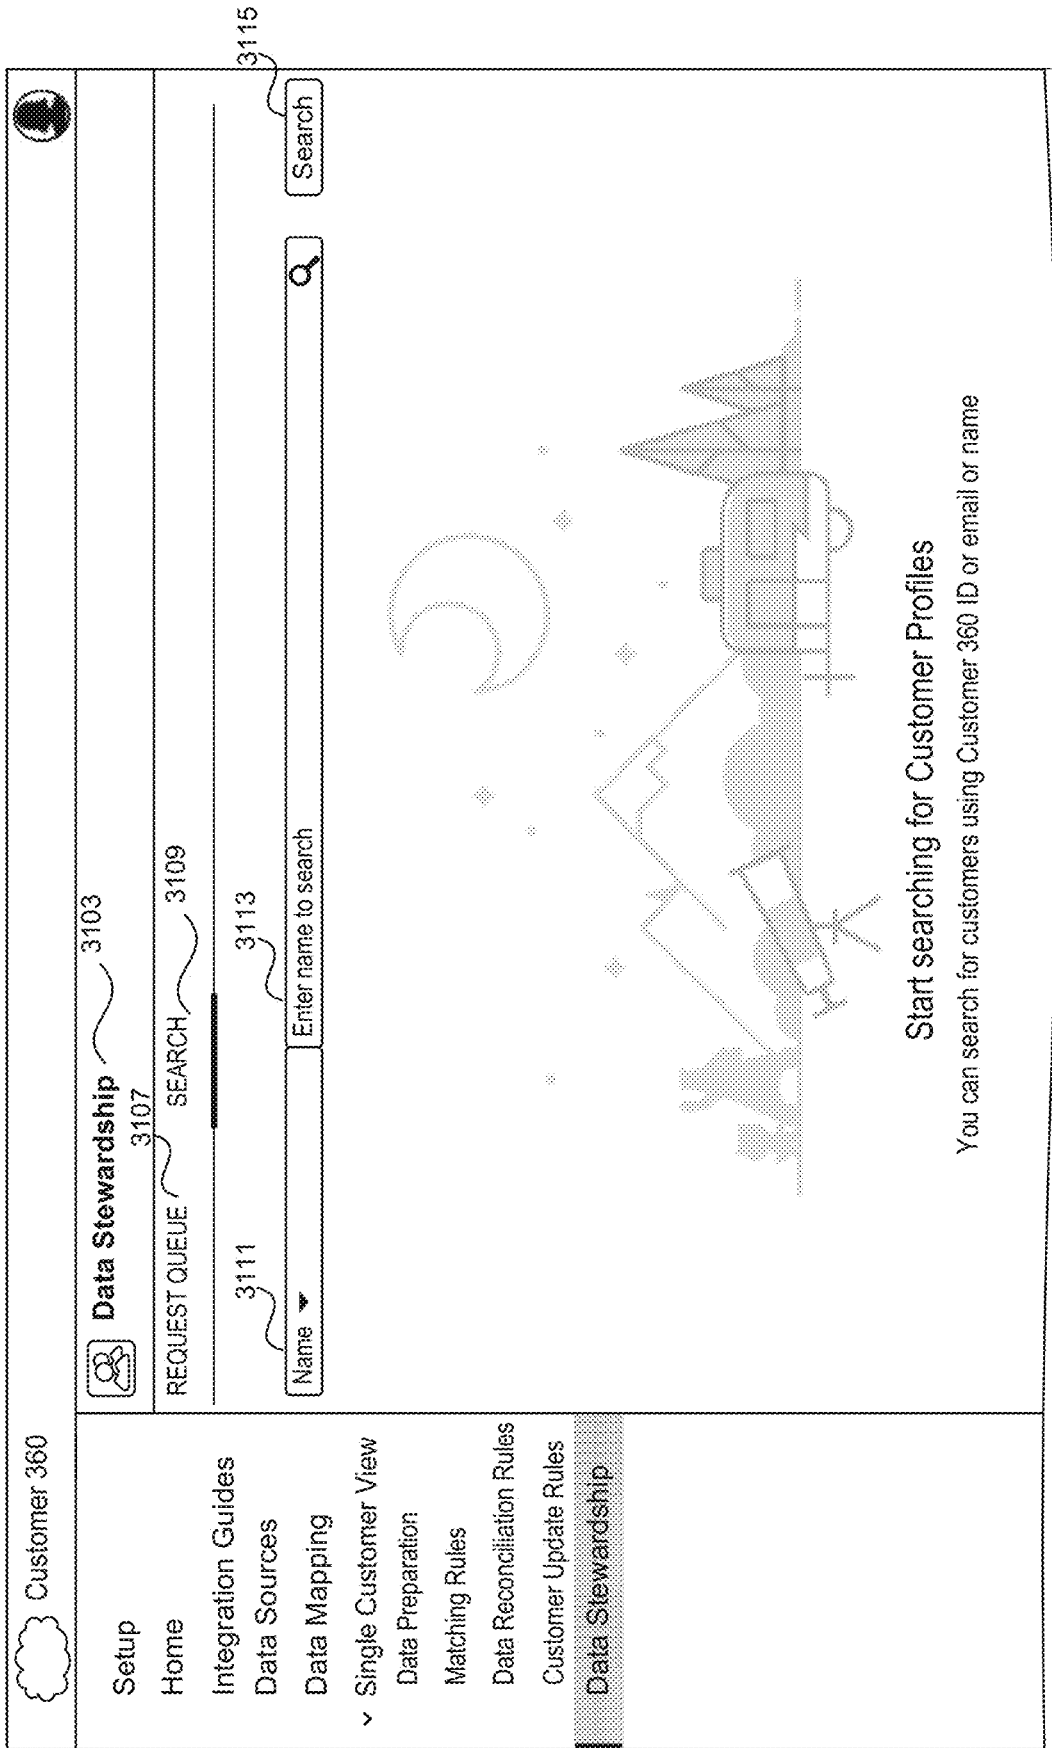 Customer 360
Setup
Home
Integration Guides
Data Sources
Data Mapping
Single Customer View
Data Preparation
Matching Rules
Data Reconciliation Rules
Customer Update Rules
Data Stewardship
Data Stewardship
3103
3107
REQUEST QUEUE
SEARCH
3109
3111
3113
3115
Name
Enter name to search
Search
Start searching for Customer Profiles
You can search for customers using Customer 360 ID or email or name